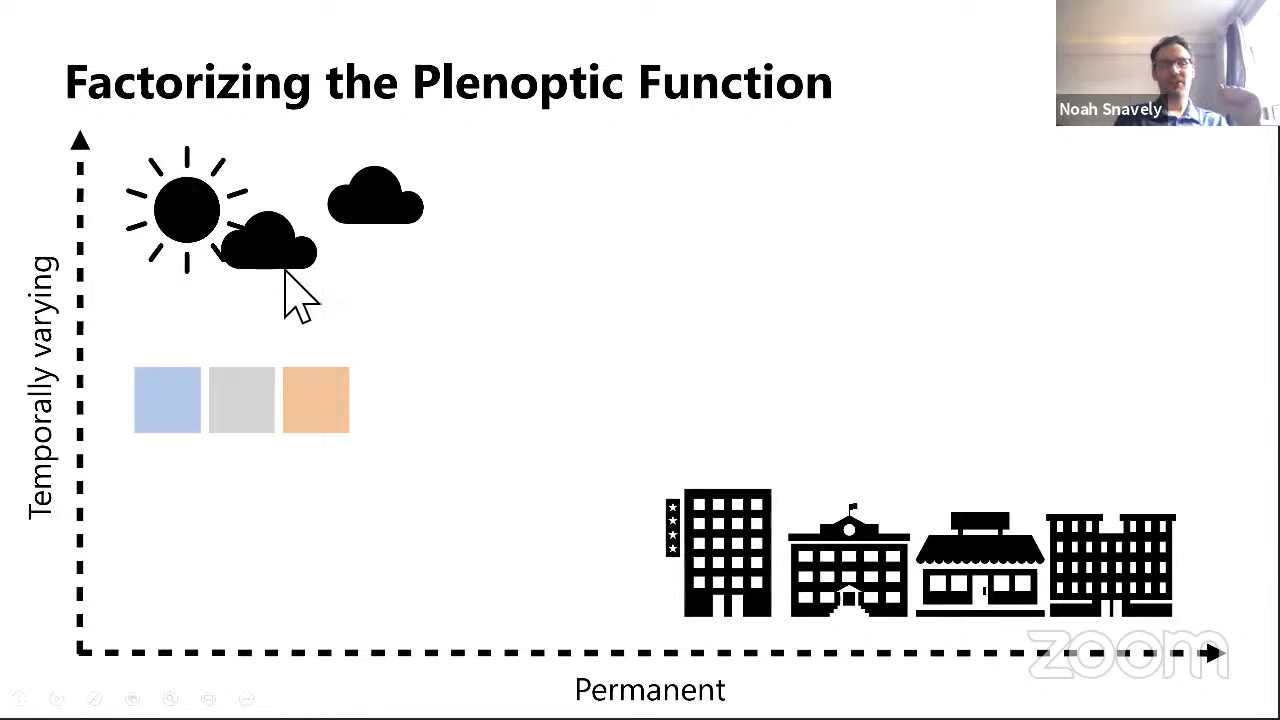 Factorizing the Plenoptic Function
Noah Snavely
Temporally varying
Permanent
zoom